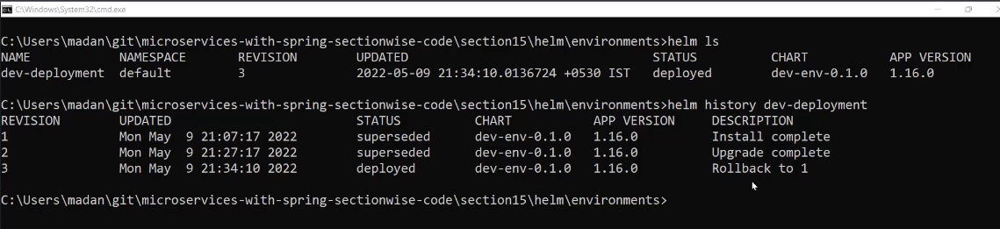 C:\Windows\System32\cmd.exe
C:\Users\madan\git\microservices-with-spring-sectionwise-code\section15\helm\environments>helm ls
NAME NAMESPACE REVISION UPDATED STATUS CHART APP VERSION
dev-deployment default 3 2022-05-09 21:34:10.0136724 +0530 IST deployed dev-env-0.1.0 1.16.0
C:\Users\madan\git\microservices-with-spring-sectionwise-code\section15\helm\environments>helm history dev-deployment
REVISION UPDATED STATUS CHART APP VERSION DESCRIPTION
1 Mon May 9 21:07:17 2022 superseded dev-env-0.1.0 1.16.0 Install complete
2 Mon May 9 21:27:17 2022 superseded dev-env-0.1.0 1.16.0 Upgrade complete
3 Mon May 9 21:34:10 2022 deployed dev-env-0.1.0 1.16.0 Rollback to 1
C:\Users\madan\git\microservices-with-spring-sectionwise-code\section15\helm\environments>